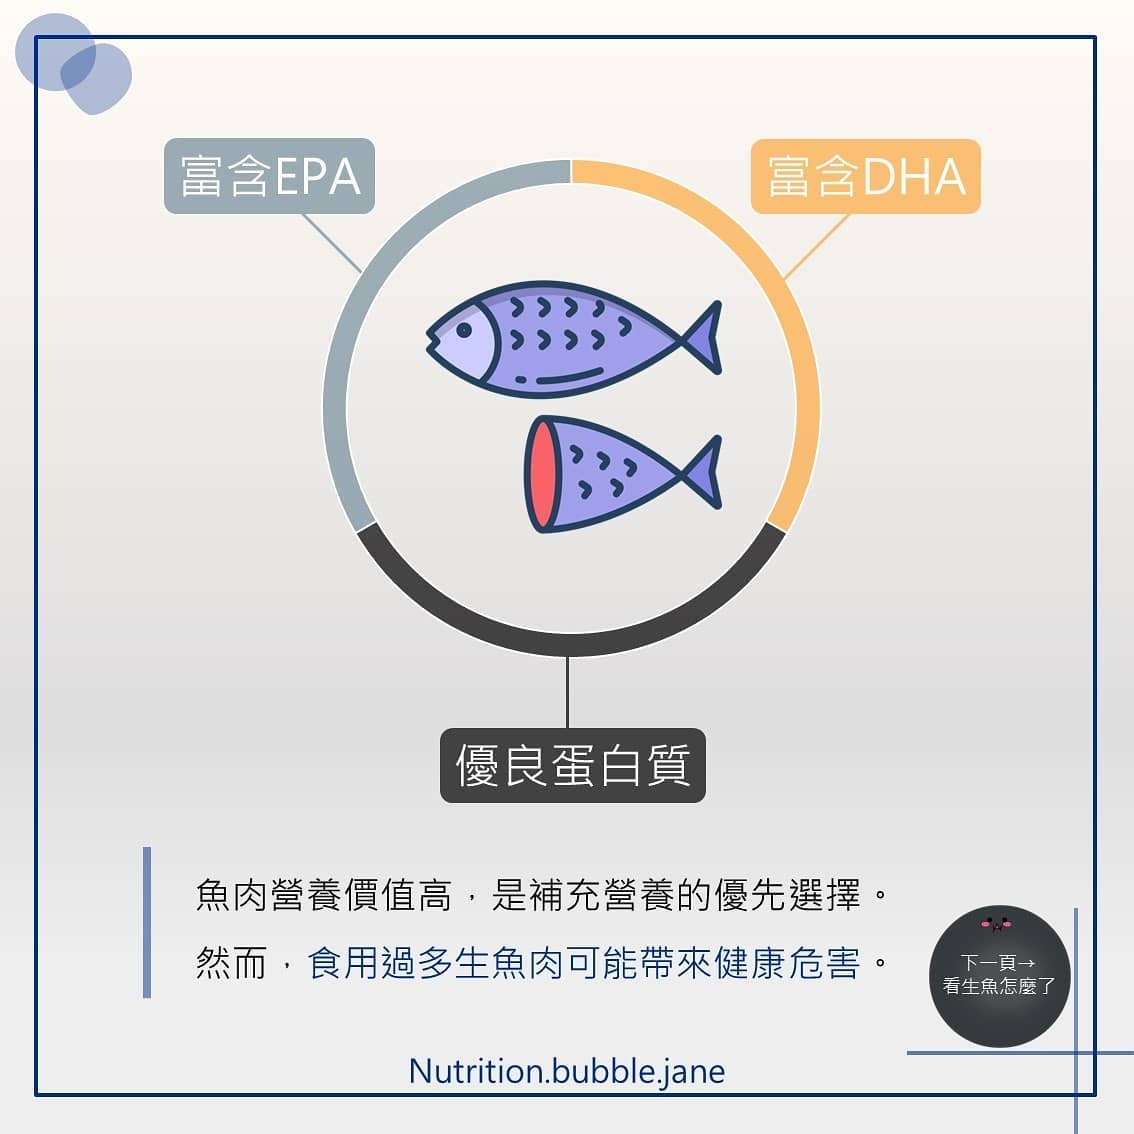 富含EPA
富含DHA
優良蛋白質
魚肉營養價值高，是補充營養的優先選擇。
然而，食用過多生魚肉可能帶來健康危害。
下一頁→
看生魚怎麼了
Nutrition.bubble.jane